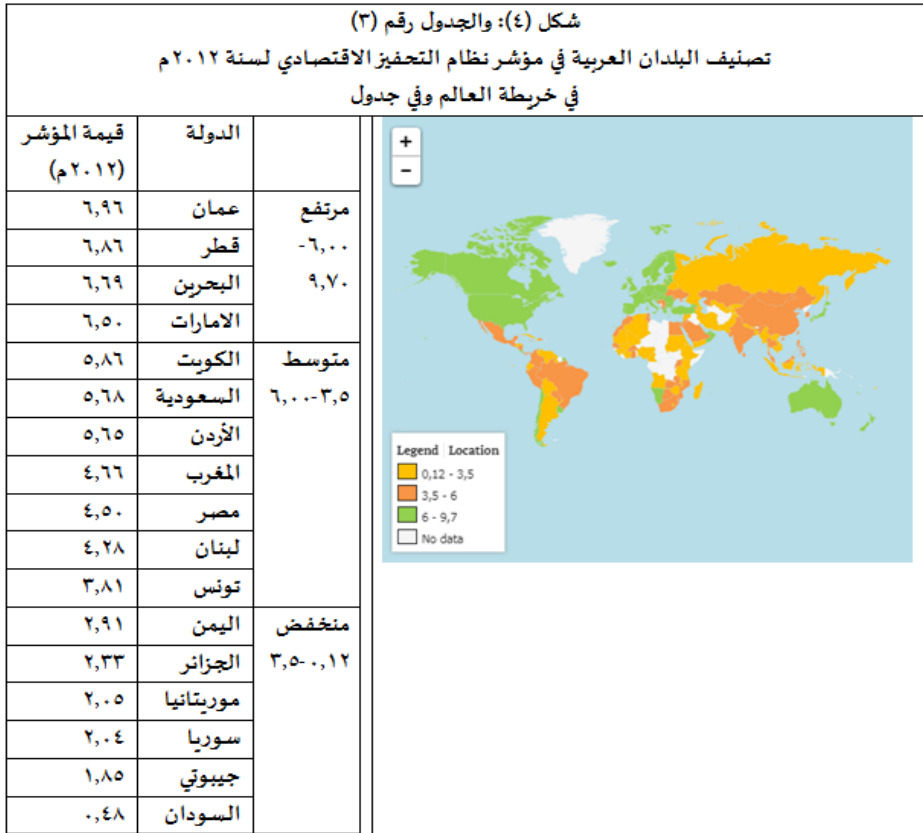 شكل (٤): والجدول رقم (٣)
تصنيف البلدان العربية في مؤشر نظام التحفيز الاقتصادي لسنة ٢٠١٢م
في خريطة العالم وفي جدول
الدولة قيمة المؤشر
(٢٠١٢م)
مرتفع عمان ٦,٩٦
٦,٠٠- قطر ٦,٨٦
٩,٧٠ البحرين ٦,٦٩
الامارات ٦,٥٠
متوسط الكويت ٥,٨٦
٣,٥-٦,٠٠ السعودية ٥,٦٨
الأردن ٥,٦٥
المغرب ٤,٦٦
مصر ٤,٥٠
لبنان ٤,٢٨
تونس ٣,٨١
منخفض اليمن ٢,٩١
٠,١٢-٣,٥ الجزائر ٢,٣٣
موريتانيا ٢,٠٥
سوريا ٢,٠٤
جيبوتي ١,٨٥
السودان ٠,٤٨
+
−
Legend Location
0,12 - 3,5
3,5 - 6
6 - 9,7
No data